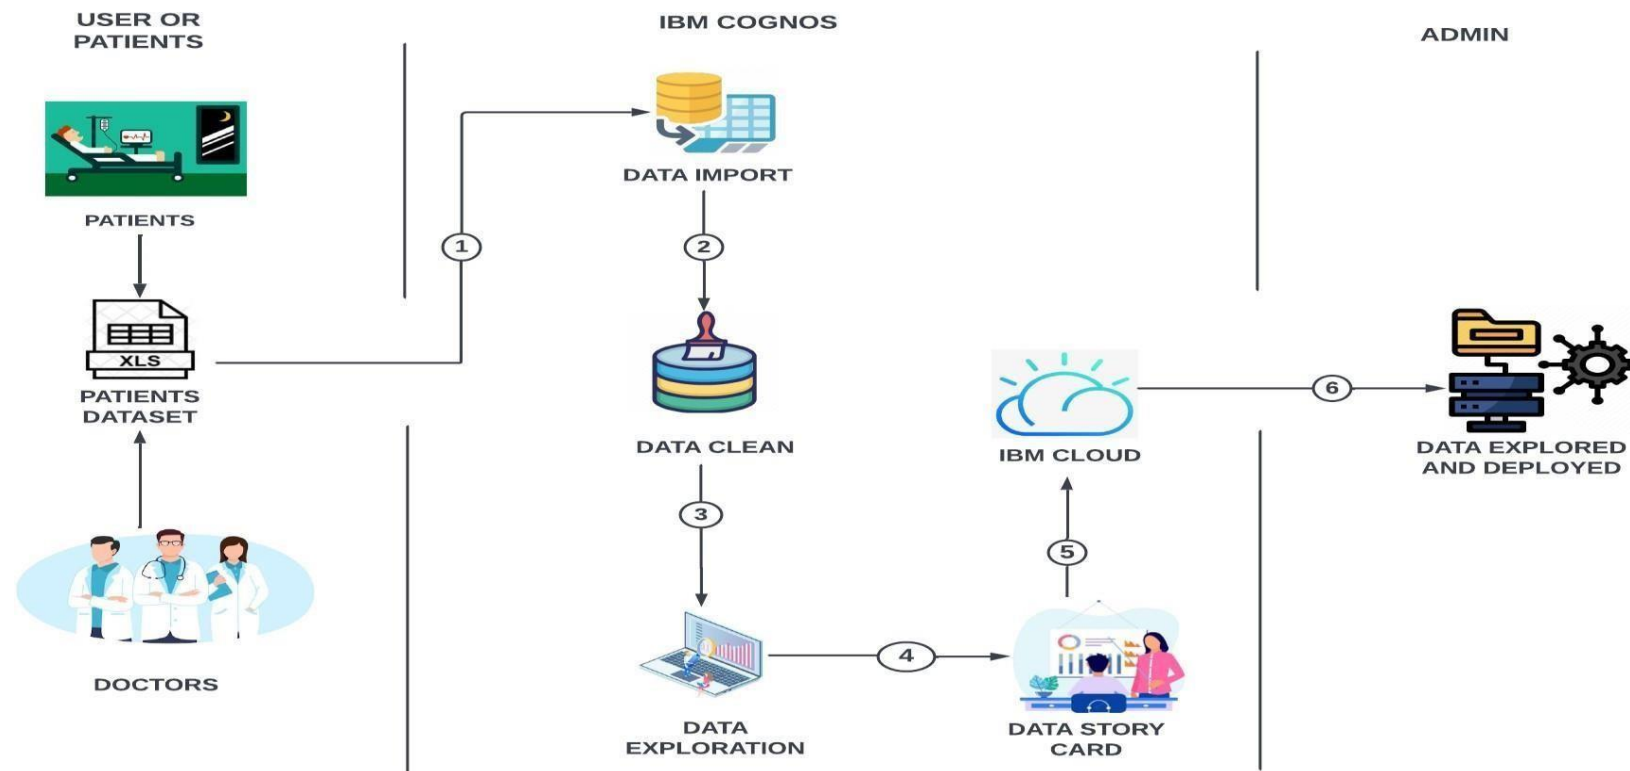 USER OR
PATIENTS
IBM COGNOS
ADMIN
PATIENTS
XLS
PATIENTS
DATASET
DOCTORS
1
DATA IMPORT
2
DATA CLEAN
3
DATA
EXPLORATION
4
DATA STORY
CARD
5
IBM CLOUD
6
DATA EXPLORED
AND DEPLOYED